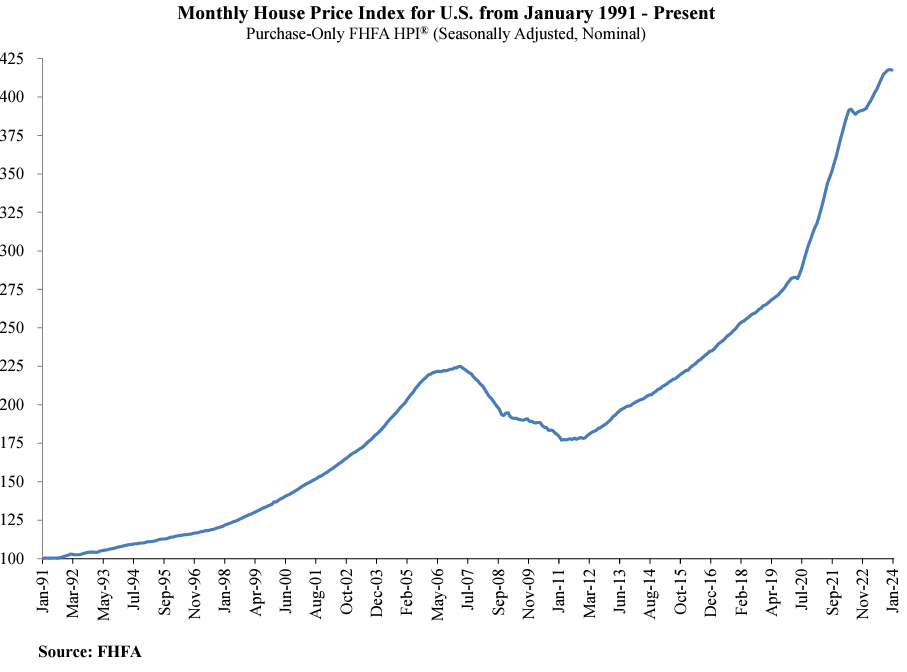 Monthly House Price Index for U.S. from January 1991 - Present
Purchase-Only FHFA HPI® (Seasonally Adjusted, Nominal)
425
400
375
350
325
300
275
250
225
200
175
150
125
100
Jan-91
Mar-92
May-93
Jul-94
Sep-95
Nov-96
Jan-98
Apr-99
Jun-00
Aug-01
Oct-02
Dec-03
Feb-05
May-06
Jul-07
Sep-08
Nov-09
Jan-11
Mar-12
Jun-13
Aug-14
Oct-15
Dec-16
Feb-18
Apr-19
Jul-20
Sep-21
Nov-22
Jan-24
Source: FHFA